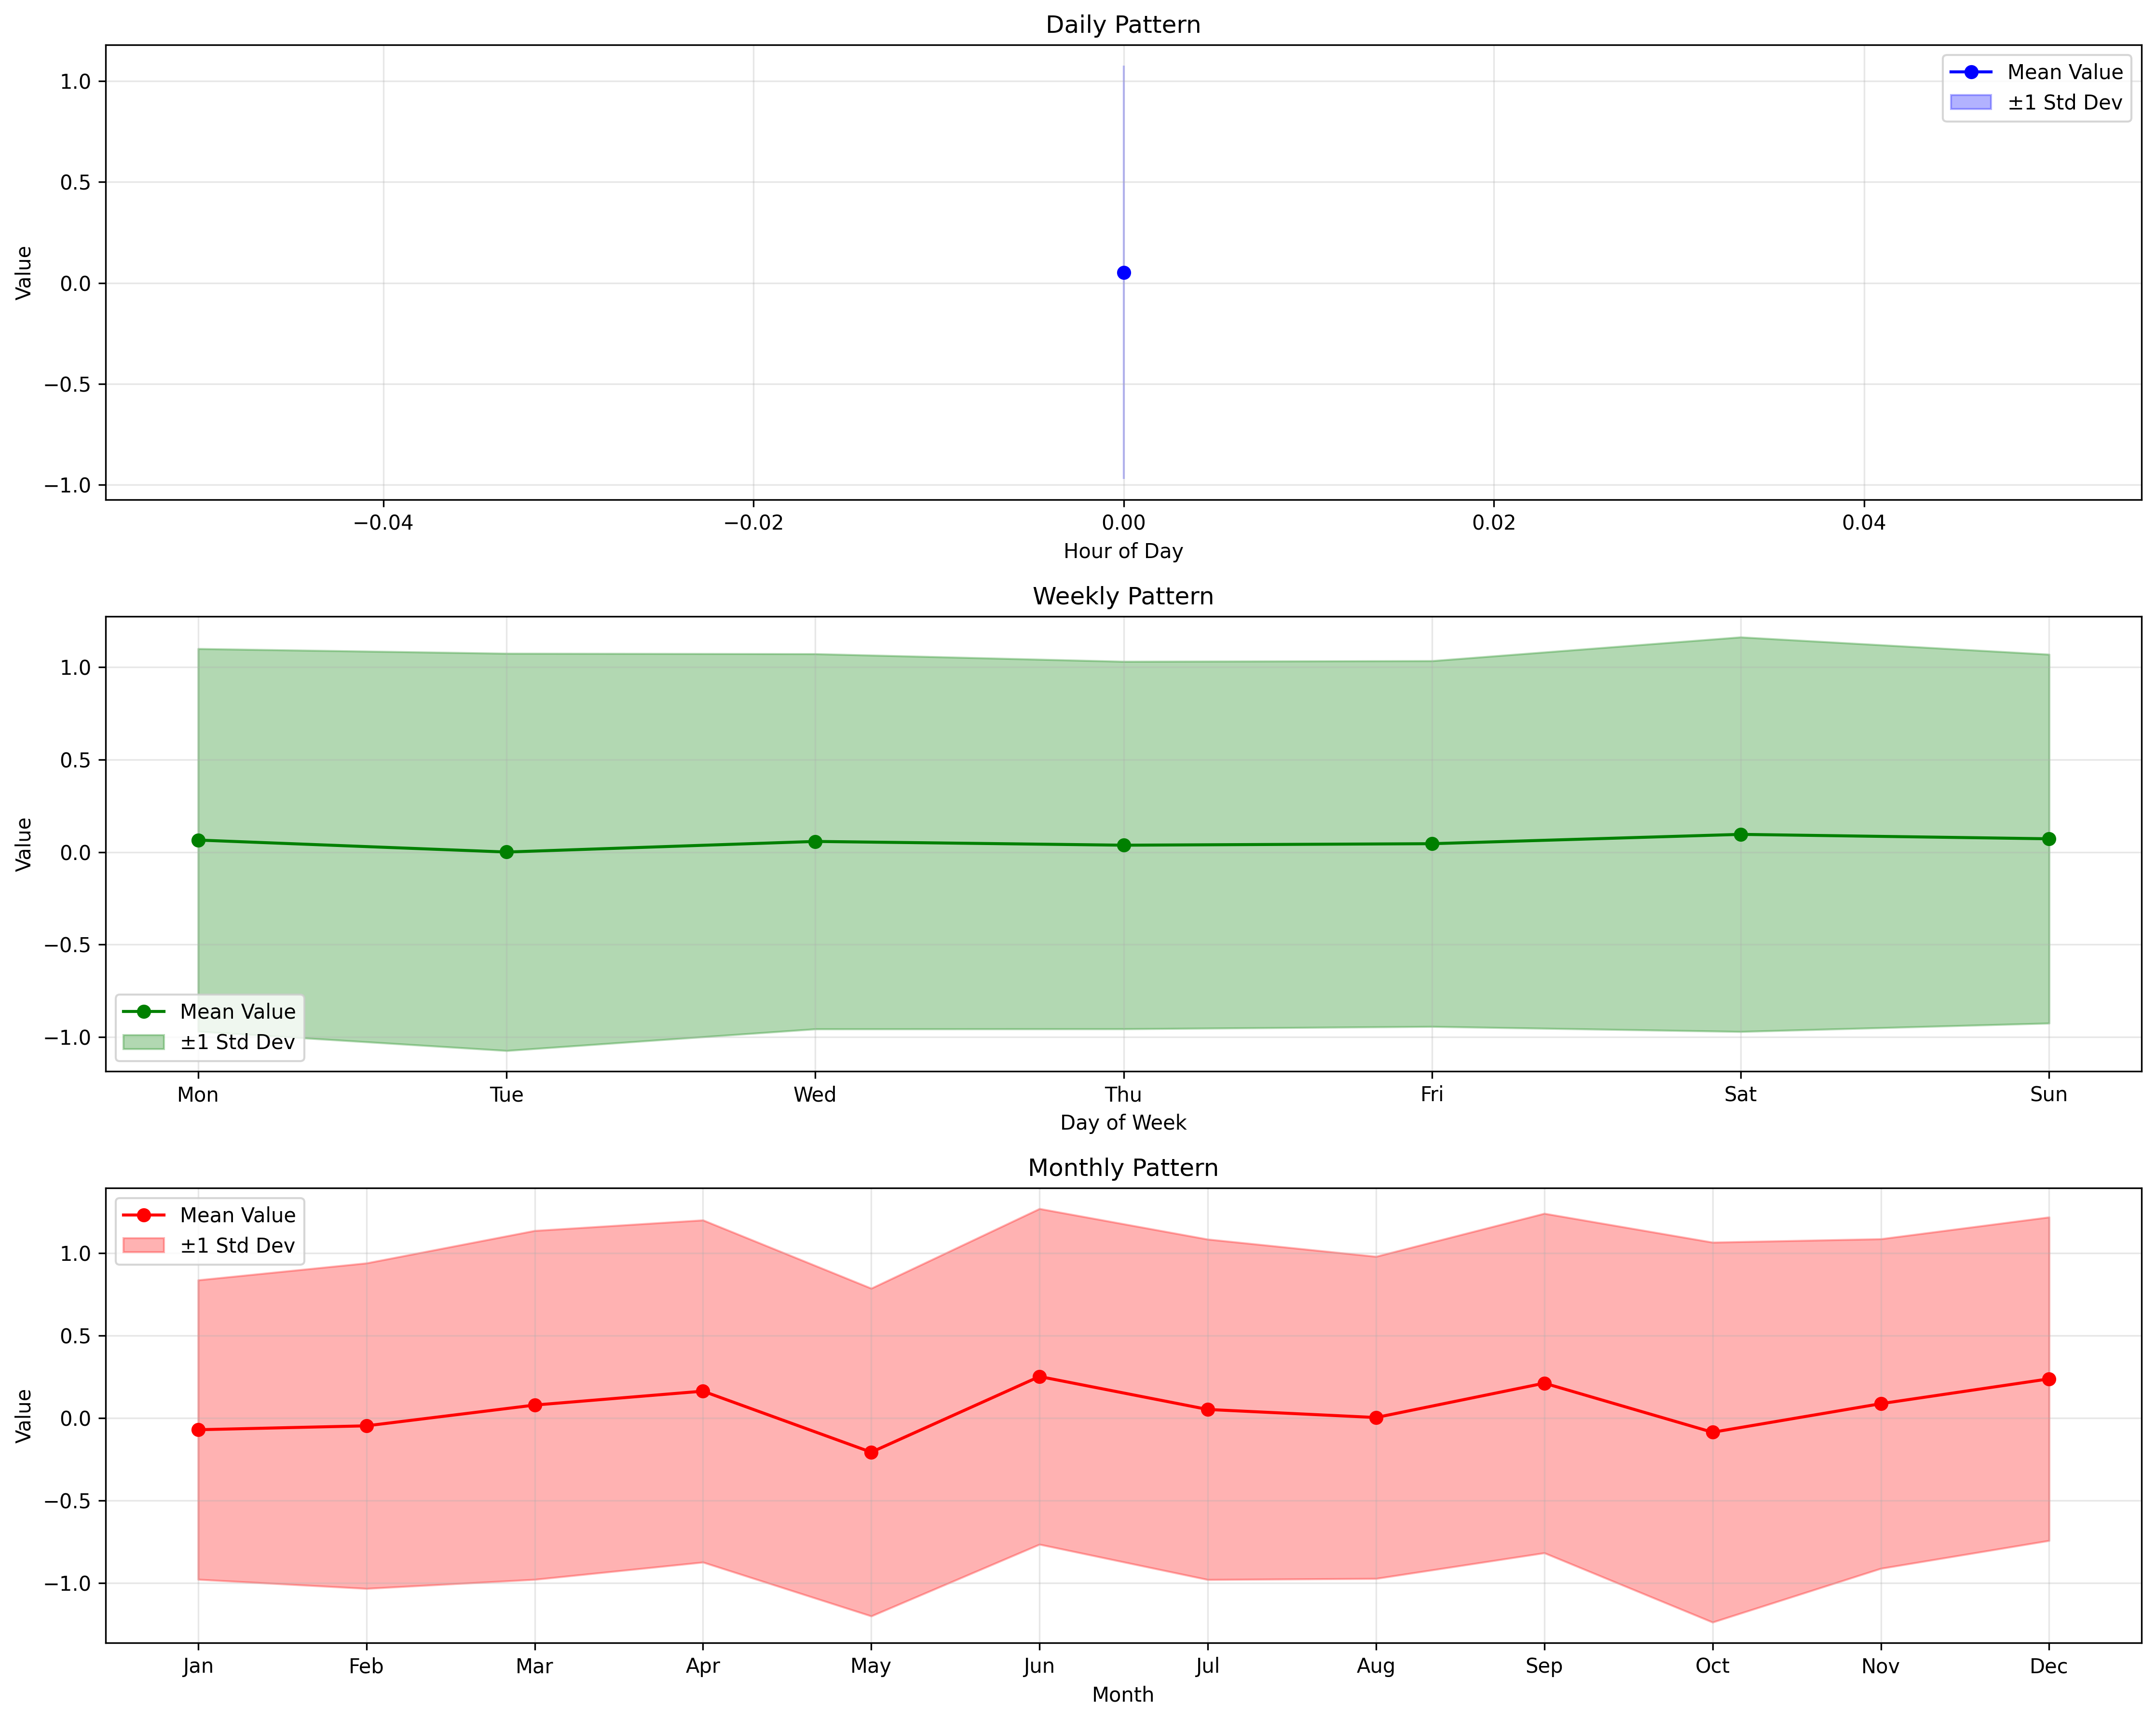 Daily Pattern
Mean Value
±1 Std Dev
1.0
0.5
0.0
−0.5
−1.0
Value
−0.04 −0.02 0.00 0.02 0.04
Hour of Day
Weekly Pattern
1.0
0.5
0.0
−0.5
−1.0
Value
Mean Value
±1 Std Dev
Mon Tue Wed Thu Fri Sat Sun
Day of Week
Monthly Pattern
Mean Value
±1 Std Dev
1.0
0.5
0.0
−0.5
−1.0
Value
Jan Feb Mar Apr May Jun Jul Aug Sep Oct Nov Dec
Month